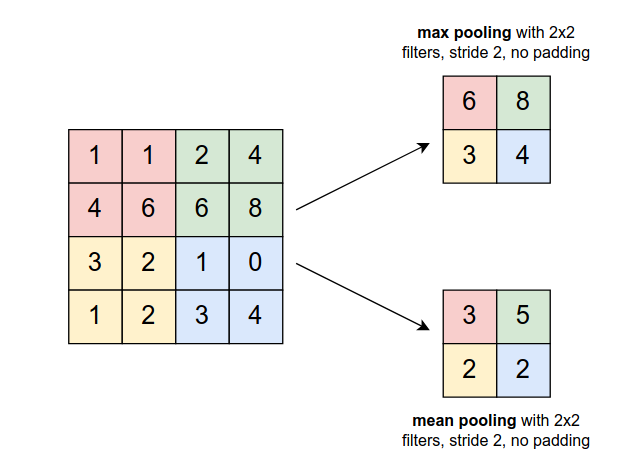 max pooling with 2x2
filters, stride 2, no padding
6 8
3 4
1 1 2 4
4 6 6 8
3 2 1 0
1 2 3 4
3 5
2 2
mean pooling with 2x2
filters, stride 2, no padding